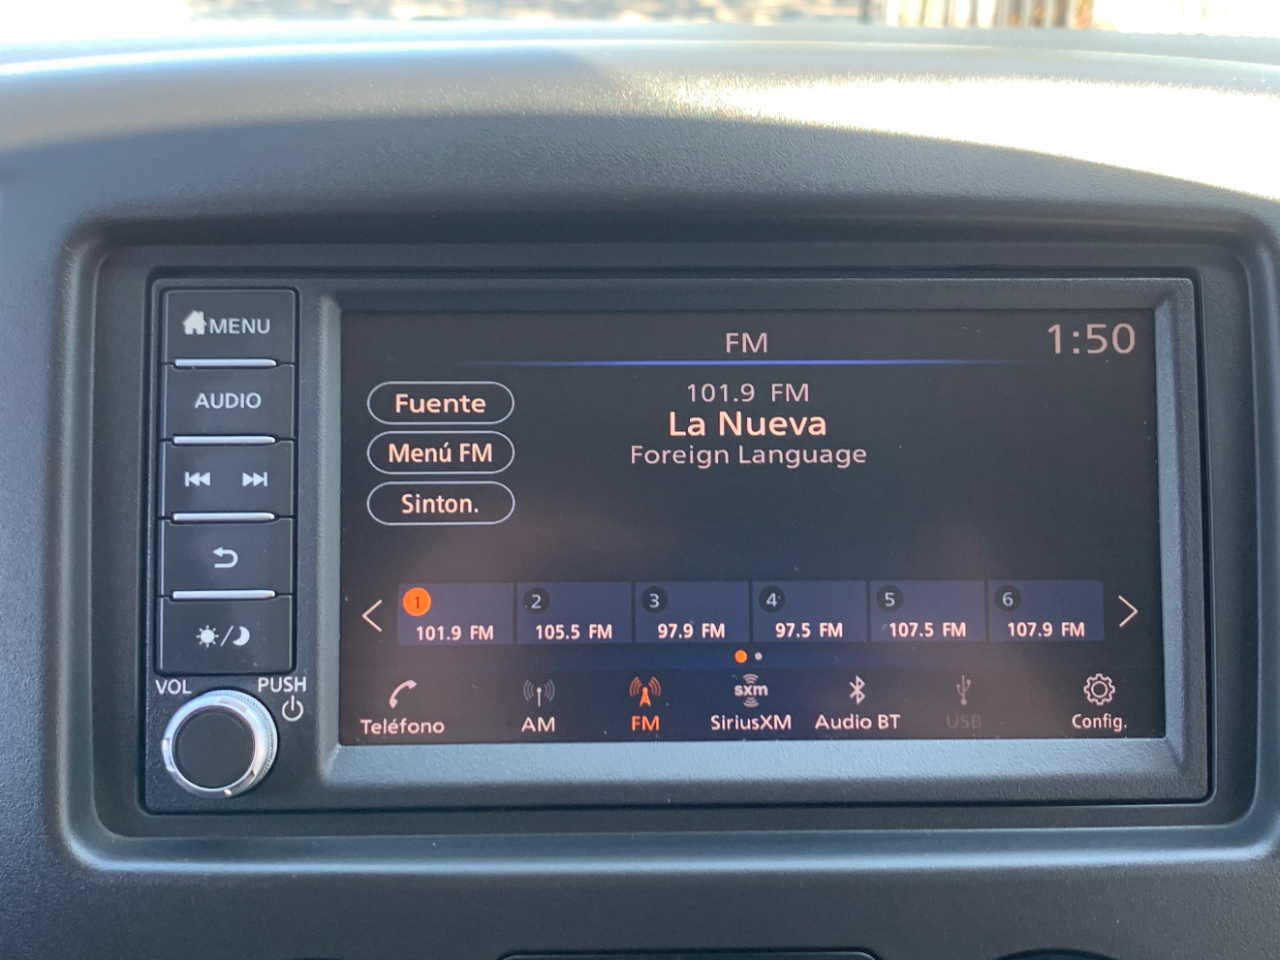 MENU
AUDIO
VOL
PUSH
FM
1:50
Fuente
Menú FM
Sinton.
101.9 FM
La Nueva
Foreign Language
1
101.9 FM
2
105.5 FM
3
97.9 FM
4
97.5 FM
5
107.5 FM
6
107.9 FM
Teléfono
AM
FM
sxm
SiriusXM
Audio BT
USB
Config.